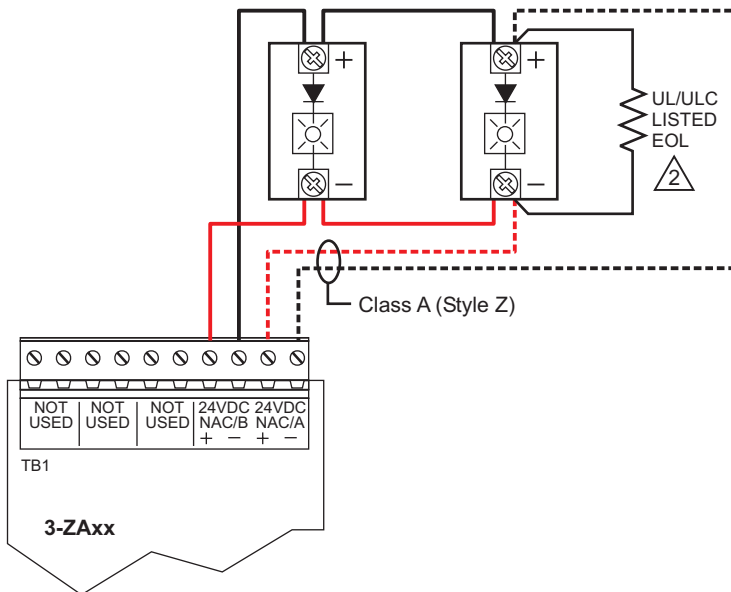 +
+
UL/ULC
LISTED
EOL
2
−
−
Class A (Style Z)
NOT USED
NOT USED
NOT USED
24VDC NAC/B
+ −
24VDC NAC/A
+ −
TB1
3-ZAxx